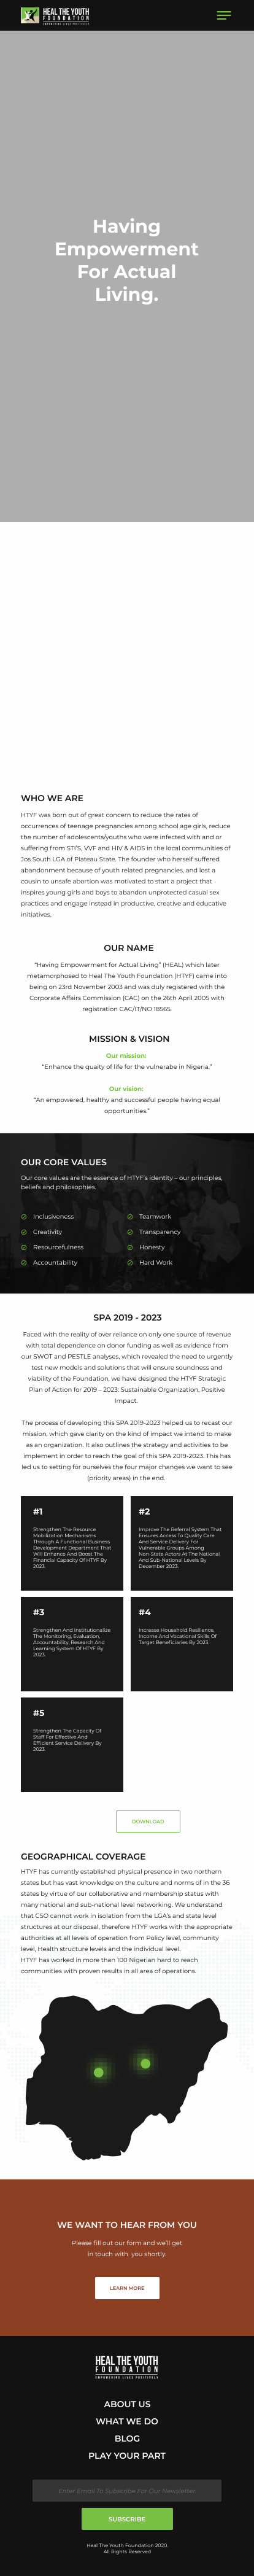 HEAL THE YOUTH
FOUNDATION
EMPOWERING LIVES POSITIVELY
Having
Empowerment
For Actual
Living.
WHO WE ARE
HTYF was born out of great concern to reduce the rates of
occurrences of teenage pregnancies among school age girls, reduce
the number of adolescents/youths who were infected with and or
suffering from STI'S, VVF and HIV & AIDS in the local communities of
Jos South LGA of Plateau State. The founder who herself suffered
abandonment because of youth related pregnancies, and lost a
cousin to unsafe abortion was motivated to start a project that
inspires young girls and boys to abandon unprotected casual sex
practices and engage instead in productive, creative and educative
initiatives.
OUR NAME
"Having Empowerment for Actual Living" (HEAL) which later
metamorphosed to Heal The Youth Foundation (HTYF) came into
being on 23rd November 2003 and was duly registered with the
Corporate Affairs Commission (CAC) on the 26th April 2005 with
registration CAC/IT/NO 18565.
MISSION & VISION
Our mission:
"Enhance the quality of life for the vulnerabe in Nigeria."
Our vision:
"An empowered, healthy and successful people having equal
opportunities."
OUR CORE VALUES
Our core values are the essence of HTYF's identity – our principles,
beliefs and philosophies.
Inclusiveness
Teamwork
Creativity
Transparency
Resourcefulness
Honesty
Accountability
Hard Work
SPA 2019 - 2023
Faced with the reality of over reliance on only one source of revenue
with total dependence on donor funding as well as evidence from
our SWOT and PESTLE analyses, which revealed the need to urgently
test new models and solutions that will ensure soundness and
viability of the Foundation, we have designed the HTYF Strategic
Plan of Action for 2019 – 2023: Sustainable Organization, Positive
Impact.
The process of developing this SPA 2019-2023 helped us to recast our
mission, which gave clarity on the kind of impact we intend to make
as an organization. It also outlines the strategy and activities to be
implement in order to reach the goal of this SPA 2019-2023. This has
led us to setting for ourselves the four major changes we want to see
(priority areas) in the end.
#1
Strengthen The Resource
Mobilization Mechanisms
Through A Functional Business
Development Department That
Will Enhance And Boost The
Financial Capacity Of HTYF By
2023.
#2
Improve The Referral System That
Ensures Access To Quality Care
And Service Delivery For
Vulnerable Groups Among
Non-State Actors At The National
And Sub-National Levels By
December 2023.
#3
Strengthen And Institutionalize
The Monitoring, Evaluation,
Accountability, Research And
Learning System Of HTYF By
2023.
#4
Increase Household Resilience,
Income And Vocational Skills Of
Target Beneficiaries By 2023.
#5
Strengthen The Capacity Of
Staff For Effective And
Efficient Service Delivery By
2023.
DOWNLOAD
GEOGRAPHICAL COVERAGE
HTYF has currently established physical presence in two northern
states but has vast knowledge on the culture and norms of in the 36
states by virtue of our collaborative and membership status with
many national and sub-national level networking. We understand
that CSO cannot work in isolation from the LGA's and state level
structures at our disposal, therefore HTYF works with the appropriate
authorities at all levels of operation from Policy level, community
level, Health structure levels and the individual level.
HTYF has worked in more than 100 Nigerian hard to reach
communities with proven results in all area of operations.
WE WANT TO HEAR FROM YOU
Please fill out our form and we'll get
in touch with you shortly.
LEARN MORE
HEAL THE YOUTH
FOUNDATION
EMPOWERING LIVES POSITIVELY
ABOUT US
WHAT WE DO
BLOG
PLAY YOUR PART
Enter Email To Subscribe For Our Newsletter
SUBSCRIBE
Heal The Youth Foundation 2020.
All Rights Reserved